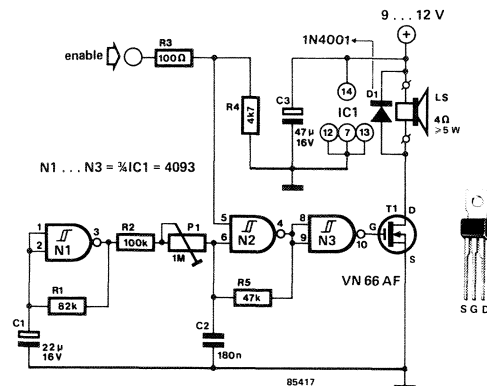 9 ... 12 V
+
1N4001
enable
R3
100Ω
R4
4k7
C3
47µ
16V
14
IC1
12 7 13
D1
LS
4Ω
≥5W
N1 ... N3 = ¾IC1 = 4093
1
2
N1
3
R2
100k
P1
1M
5
6
N2
4
8
9
N3
10
T1
G
D
S
VN 66 AF
S G D
R1
82k
R5
47k
C1
22µ
16V
C2
180n
85417